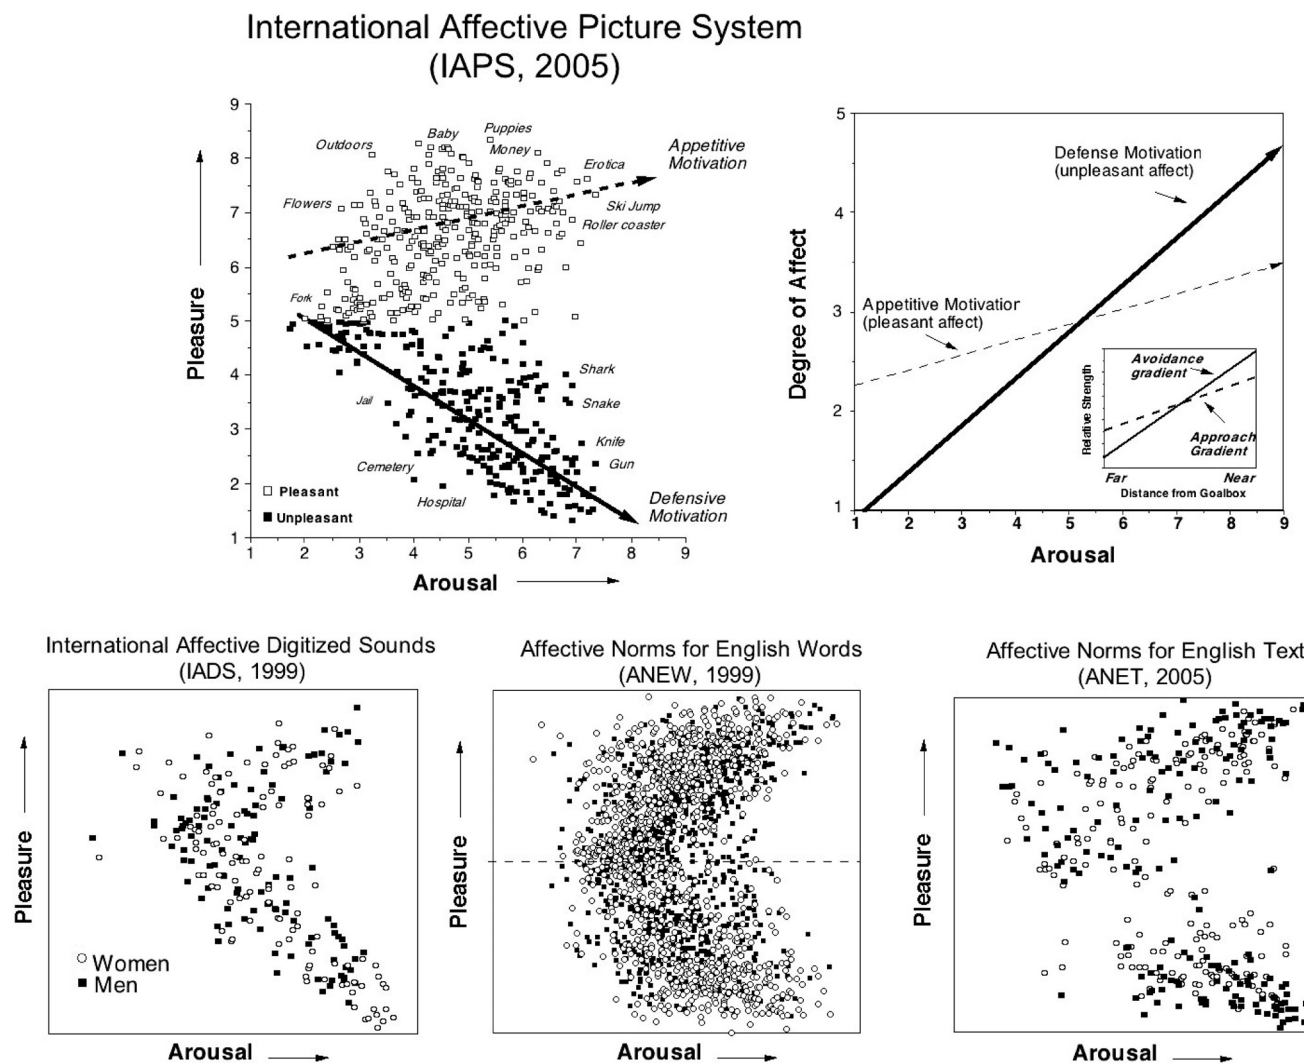 International Affective Picture System
(IAPS, 2005)
9
8
7
6
5
4
3
2
1
Pleasure
Outdoors
Baby
Puppies
Money
Appetitive
Motivation
Erotica
Flowers
Ski Jump
Roller coaster
Fork
Shark
Jail
Snake
Knife
Cemetery
Gun
Hospital
Pleasant
Unpleasant
Defensive
Motivation
1 2 3 4 5 6 7 8 9
Arousal
5
4
3
2
1
Degree of Affect
Defense Motivation
(unpleasant affect)
Appetitive Motivation
(pleasant affect)
Relative Strength
Avoidance
gradient
Approach
Gradient
Far Near
Distance from Goalbox
1 2 3 4 5 6 7 8 9
Arousal
International Affective Digitized Sounds
(IADS, 1999)
Pleasure
Women
Men
Arousal
Affective Norms for English Words
(ANEW, 1999)
Pleasure
Arousal
Affective Norms for English Text
(ANET, 2005)
Pleasure
Arousal